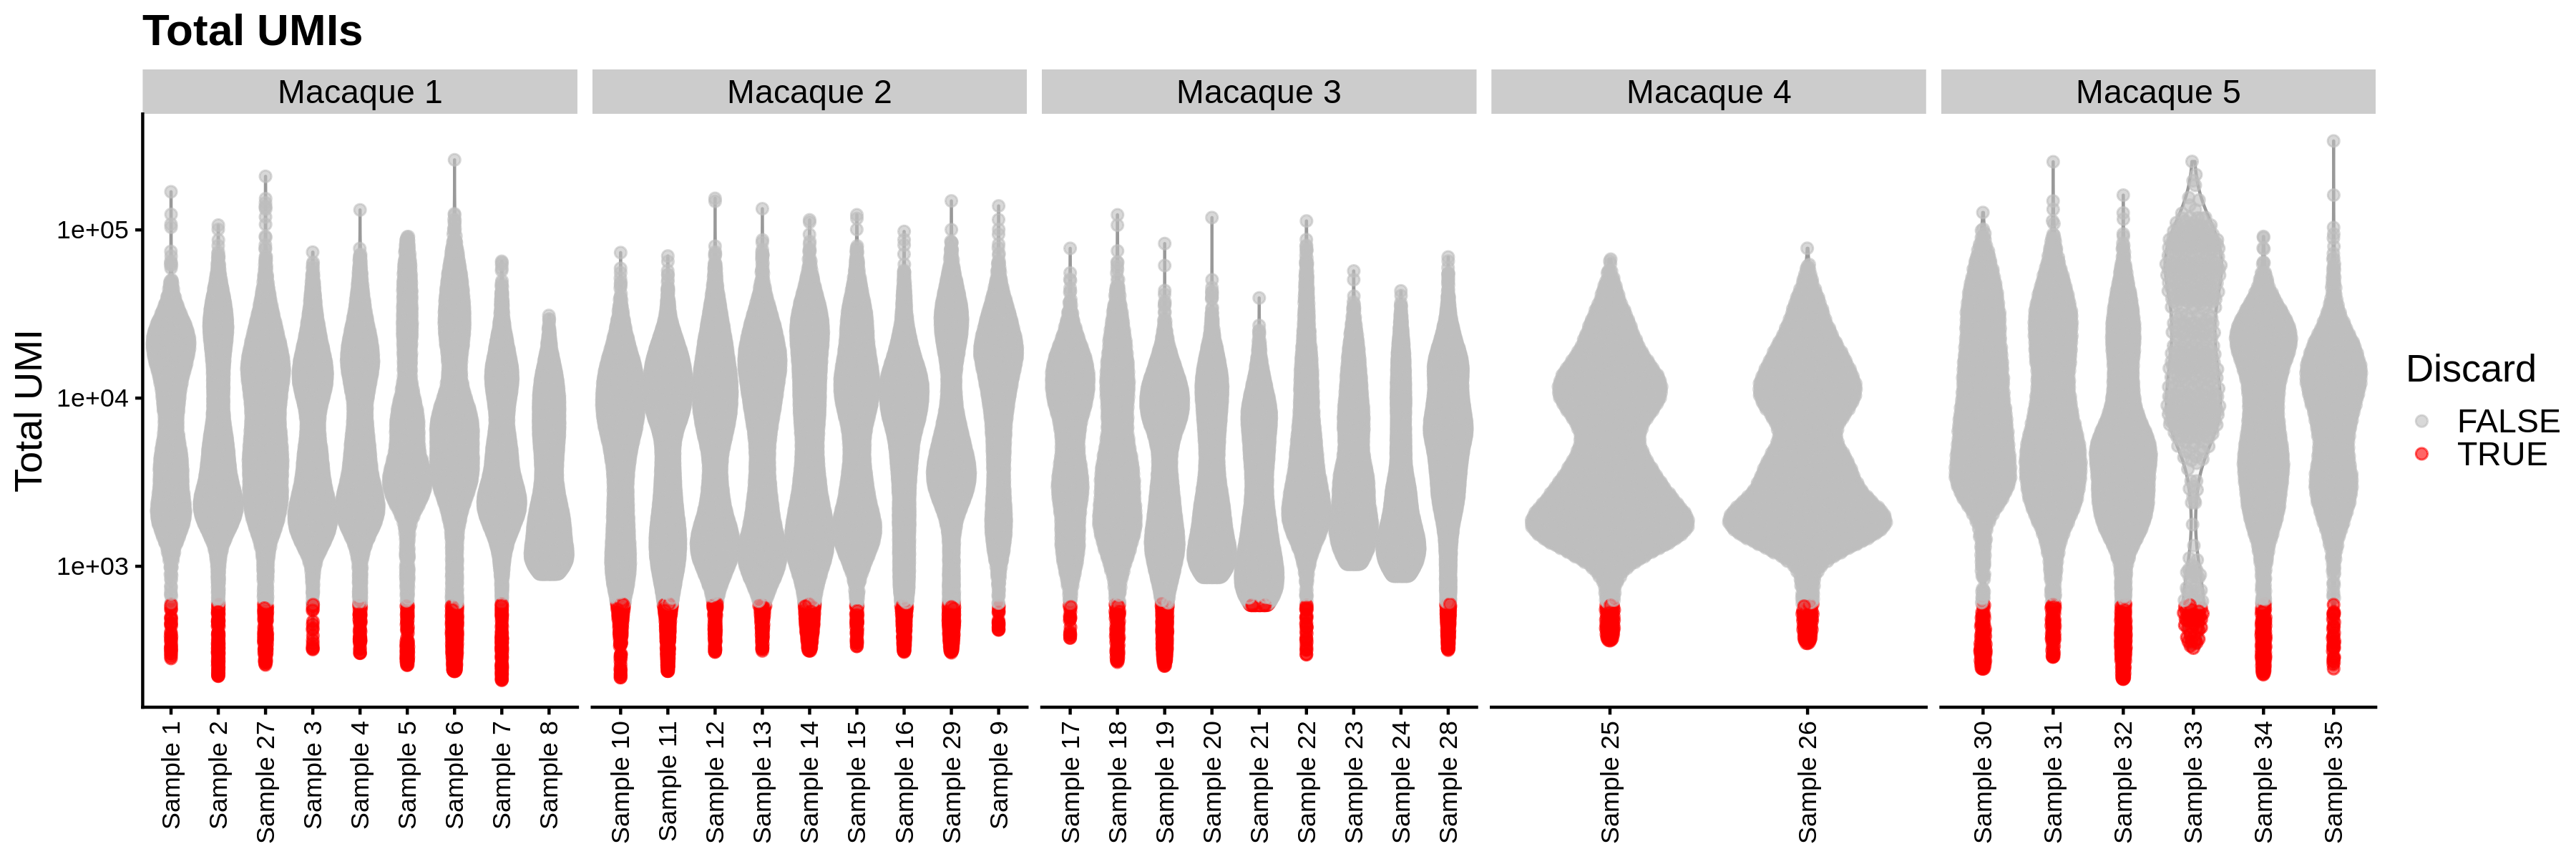 Total UMIs
Macaque 1 Macaque 2 Macaque 3 Macaque 4 Macaque 5
Total UMI
1e+05
1e+04
1e+03
Discard
FALSE
TRUE
Sample 1 Sample 2 Sample 27 Sample 3 Sample 4 Sample 5 Sample 6 Sample 7 Sample 8 Sample 10 Sample 11 Sample 12 Sample 13 Sample 14 Sample 15 Sample 16 Sample 29 Sample 9 Sample 17 Sample 18 Sample 19 Sample 20 Sample 21 Sample 22 Sample 23 Sample 24 Sample 28 Sample 25 Sample 26 Sample 30 Sample 31 Sample 32 Sample 33 Sample 34 Sample 35